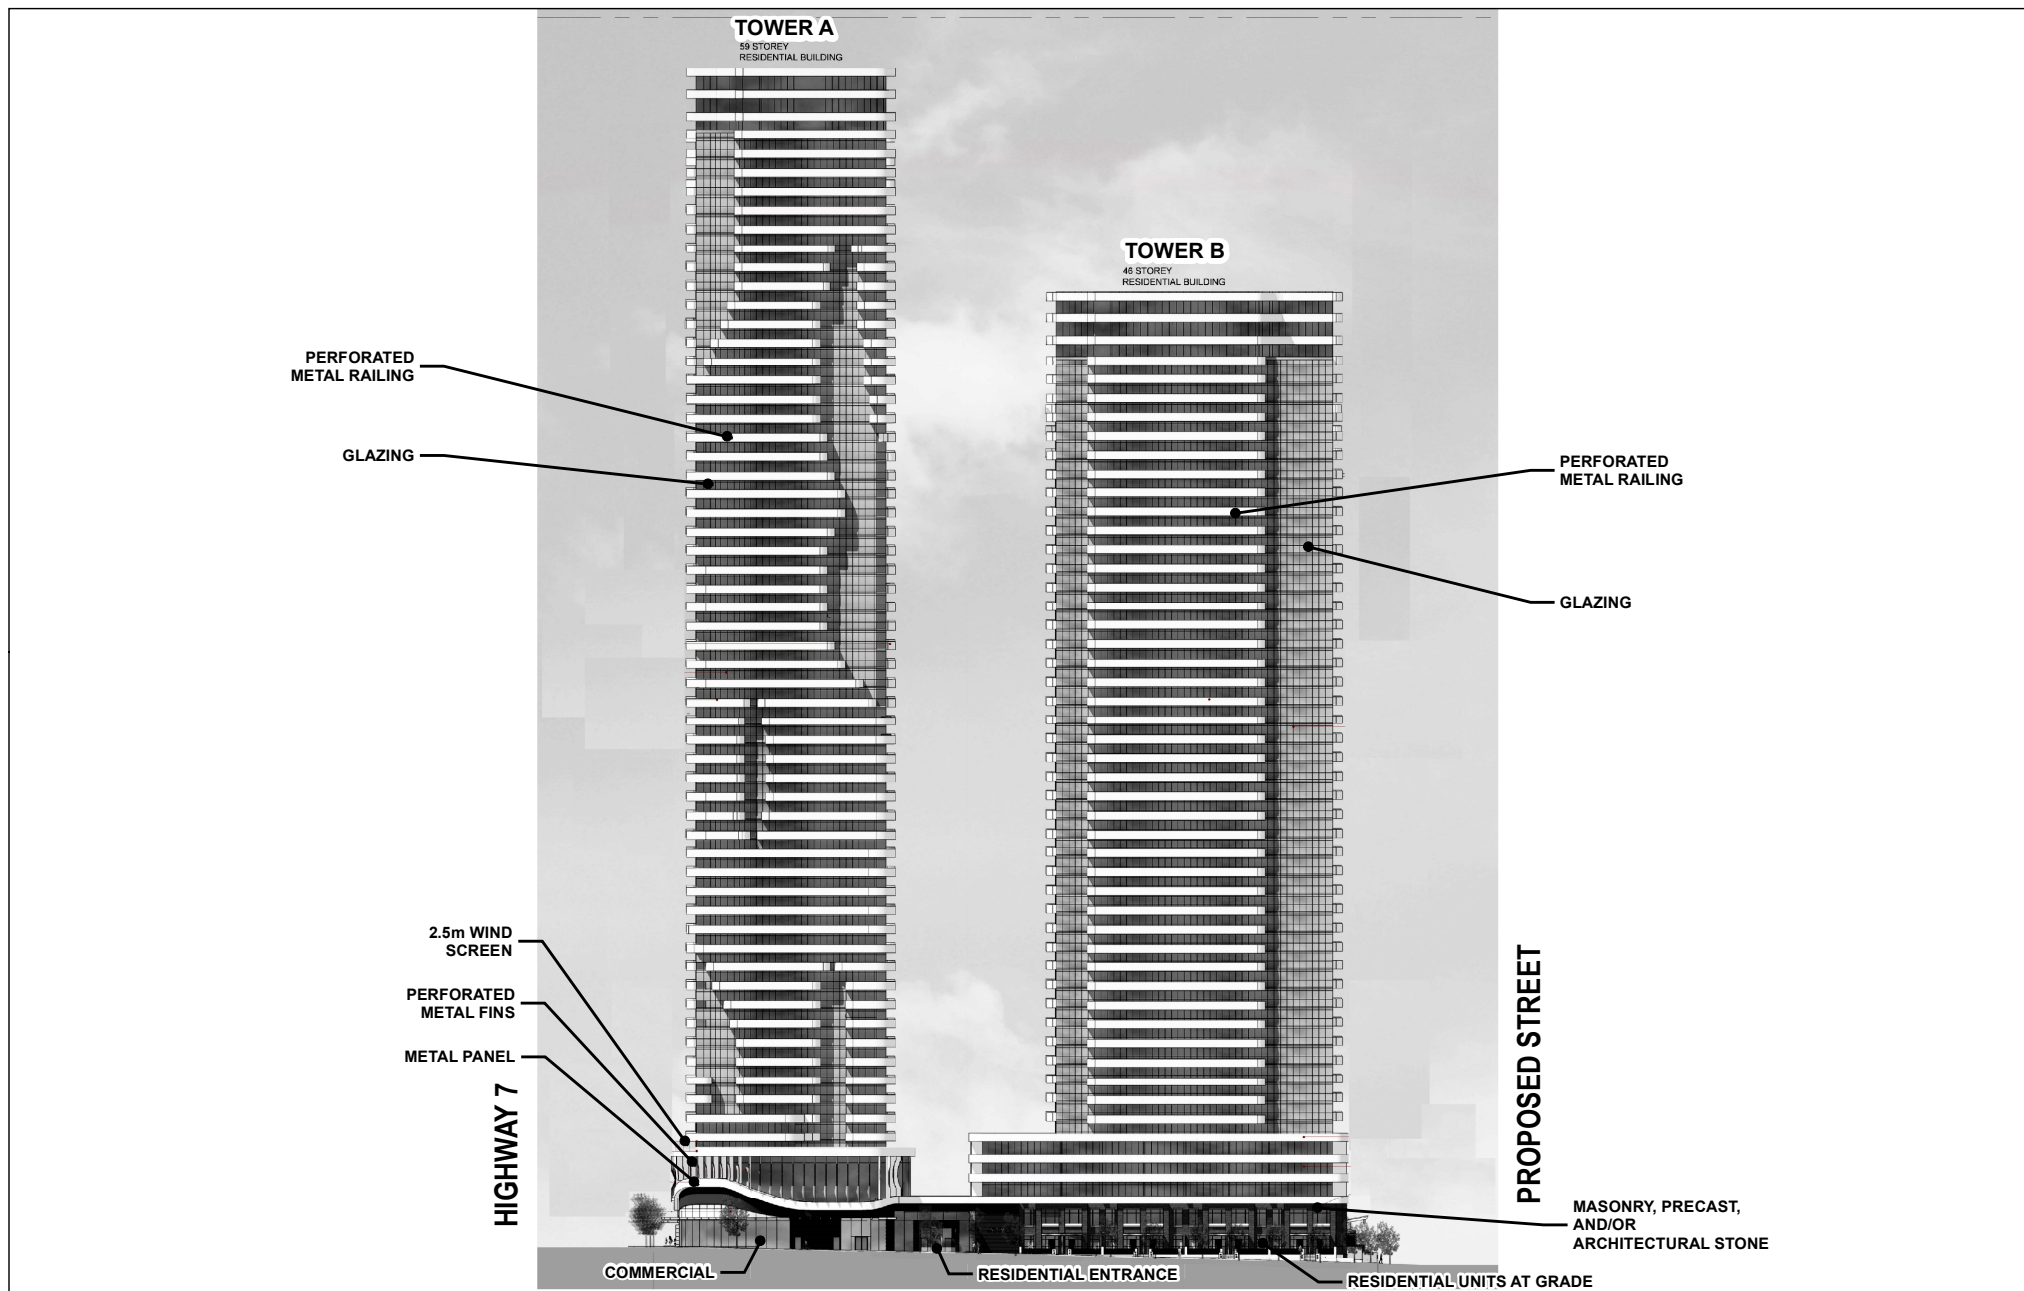 TOWER A
59 STOREY
RESIDENTIAL BUILDING
TOWER B
46 STOREY
RESIDENTIAL BUILDING
PERFORATED
METAL RAILING
GLAZING
PERFORATED
METAL RAILING
GLAZING
2.5m WIND
SCREEN
PERFORATED
METAL FINS
METAL PANEL
HIGHWAY 7
PROPOSED STREET
MASONRY, PRECAST,
AND/OR
ARCHITECTURAL STONE
COMMERCIAL
RESIDENTIAL ENTRANCE
RESIDENTIAL UNITS AT GRADE